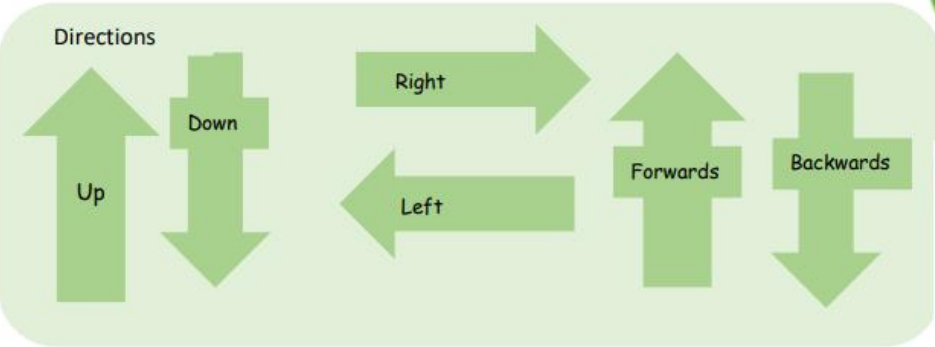 Directions
Up
Down
Right
Left
Forwards
Backwards